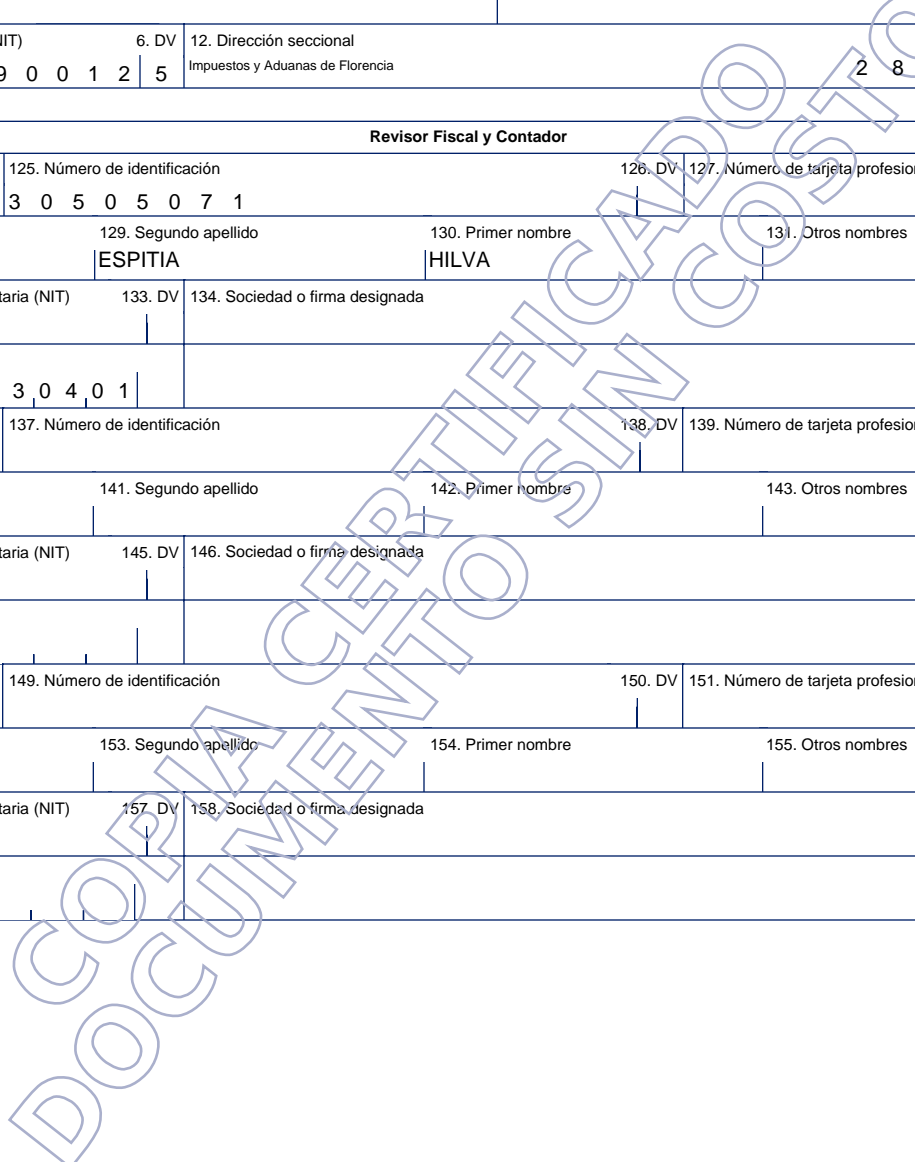 IT) 6. DV 12. Dirección seccional
9 0 0 1 2 5 Impuestos y Aduanas de Florencia 2 8
Revisor Fiscal y Contador
125. Número de identificación 126. DV 127. Número de tarjeta profesion
3 0 5 0 5 0 7 1
129. Segundo apellido 130. Primer nombre 131. Otros nombres
ESPITIA HILVA
taria (NIT) 133. DV 134. Sociedad o firma designada
3 0 4 0 1
137. Número de identificación 138. DV 139. Número de tarjeta profesion
141. Segundo apellido 142. Primer nombre 143. Otros nombres
taria (NIT) 145. DV 146. Sociedad o firma designada
149. Número de identificación 150. DV 151. Número de tarjeta profesion
153. Segundo apellido 154. Primer nombre 155. Otros nombres
taria (NIT) 157. DV 158. Sociedad o firma designada
COPIA CERTIFICADO
DOCUMENTO SIN COSTO